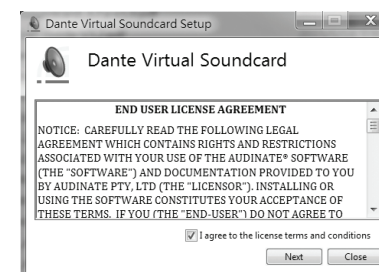 Dante Virtual Soundcard Setup
Dante Virtual Soundcard
END USER LICENSE AGREEMENT
NOTICE: CAREFULLY READ THE FOLLOWING LEGAL
AGREEMENT WHICH CONTAINS RIGHTS AND RESTRICTIONS
ASSOCIATED WITH YOUR USE OF THE AUDINATE® SOFTWARE
(THE "SOFTWARE") AND DOCUMENTATION PROVIDED TO YOU
BY AUDINATE PTY, LTD (THE "LICENSOR"). INSTALLING OR
USING THE SOFTWARE CONSTITUTES YOUR ACCEPTANCE OF
THESE TERMS. IF YOU (THE "END-USER") DO NOT AGREE TO
I agree to the license terms and conditions
Next Close